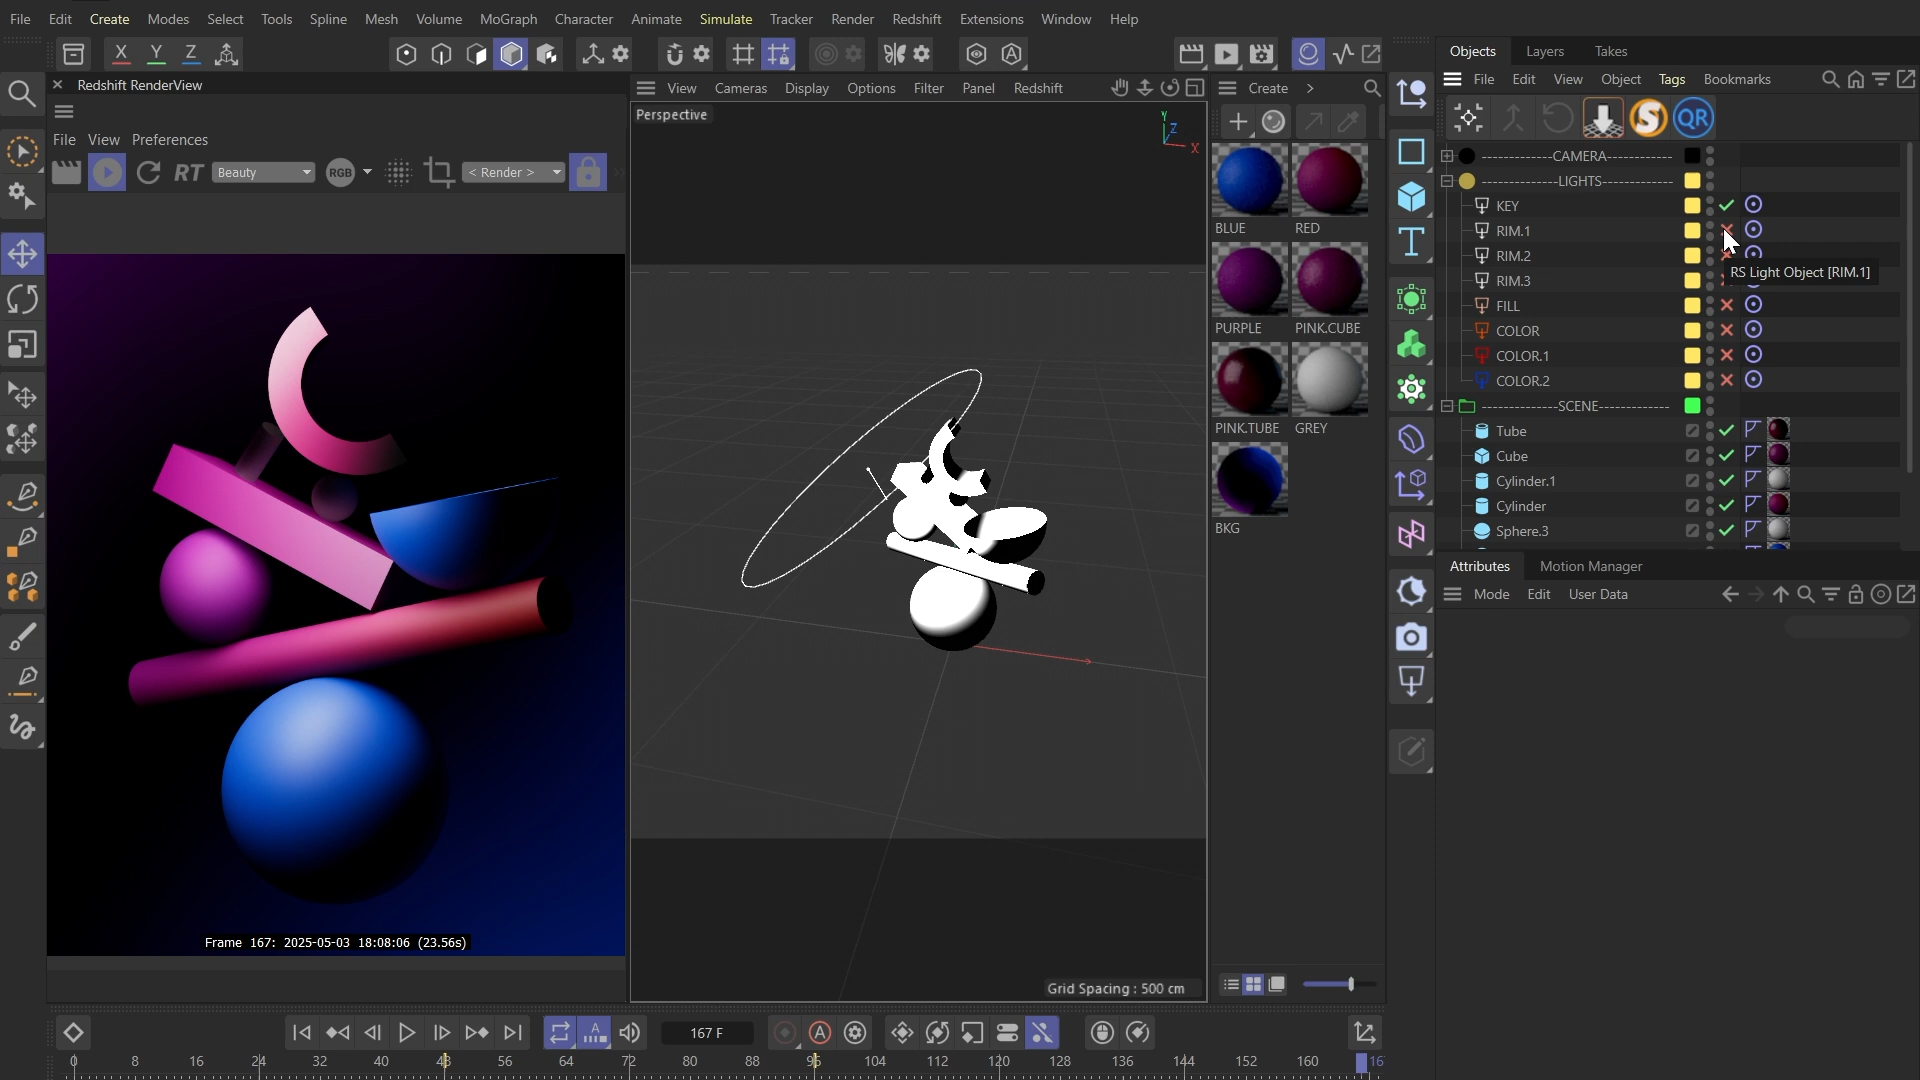 File Edit Create Modes Select Tools Spline Mesh Volume MoGraph Character Animate Simulate Tracker Render Redshift Extensions Window Help
X Y Z
Redshift RenderView
File View Preferences
RT Beauty RGB < Render >
Frame 167: 2025-05-03 18:08:06 (23.56s)
View Cameras Display Options Filter Panel Redshift
Perspective
Y
Z
X
Grid Spacing : 500 cm
Create
BLUE RED
PURPLE PINK.CUBE
PINK.TUBE GREY
BKG
Objects Layers Takes
File Edit View Object Tags Bookmarks
S QR
-------------CAMERA------------
--------------LIGHTS-------------
KEY
RIM.1
RIM.2
RS Light Object [RIM.1]
RIM.3
FILL
COLOR
COLOR.1
COLOR.2
--------------SCENE-------------
Tube
Cube
Cylinder.1
Cylinder
Sphere.3
Attributes Motion Manager
Mode Edit User Data
167 F
0 8 16 24 32 40 48 56 64 72 80 88 96 104 112 120 128 136 144 152 160 16